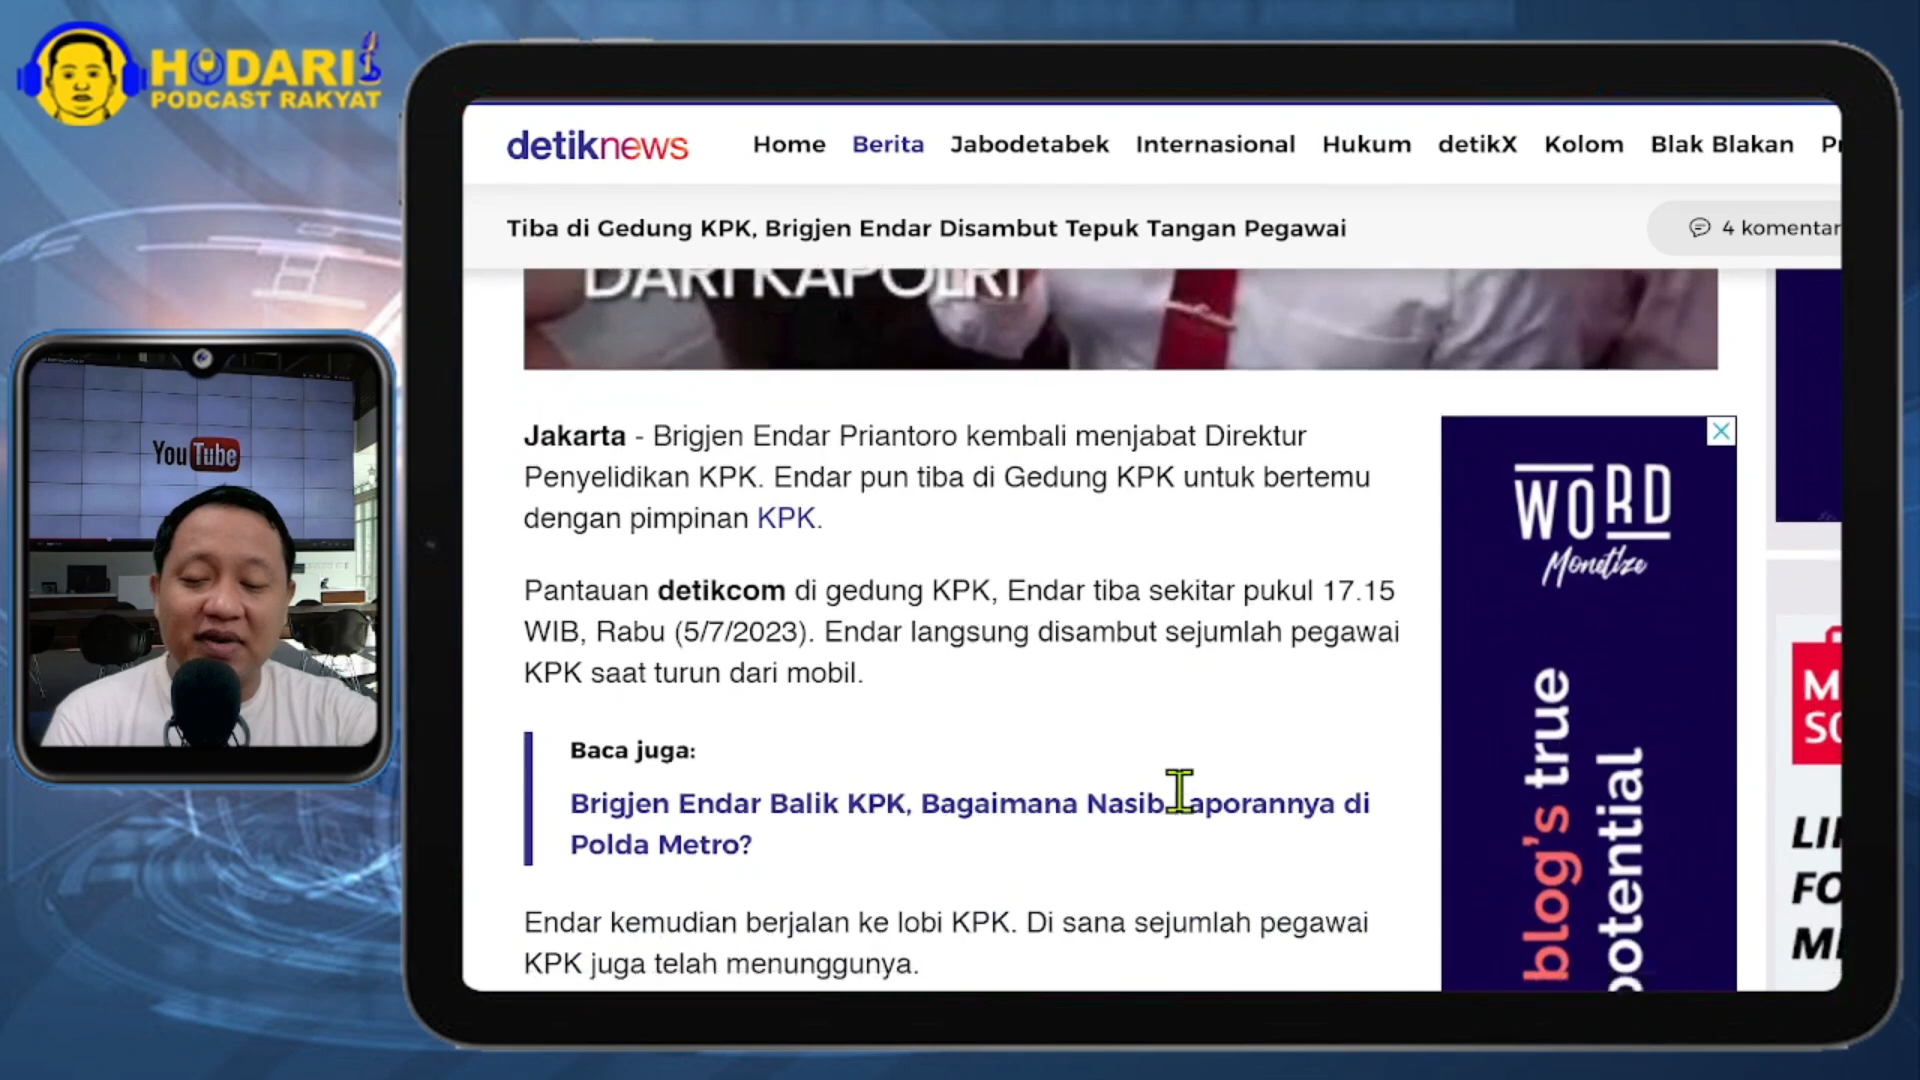 HODARI
PODCAST RAKYAT
detiknews
Home Berita Jabodetabek Internasional Hukum detikX Kolom Blak Blakan
Tiba di Gedung KPK, Brigjen Endar Disambut Tepuk Tangan Pegawai
4 komentar
DARI KAPOLRI
You Tube
Jakarta - Brigjen Endar Priantoro kembali menjabat Direktur
Penyelidikan KPK. Endar pun tiba di Gedung KPK untuk bertemu
dengan pimpinan KPK.
Pantauan detikcom di gedung KPK, Endar tiba sekitar pukul 17.15
WIB, Rabu (5/7/2023). Endar langsung disambut sejumlah pegawai
KPK saat turun dari mobil.
Baca juga:
Brigjen Endar Balik KPK, Bagaimana Nasib Laporannya di
Polda Metro?
Endar kemudian berjalan ke lobi KPK. Di sana sejumlah pegawai
KPK juga telah menunggunya.
WORD
Monetize
blog's true
potential